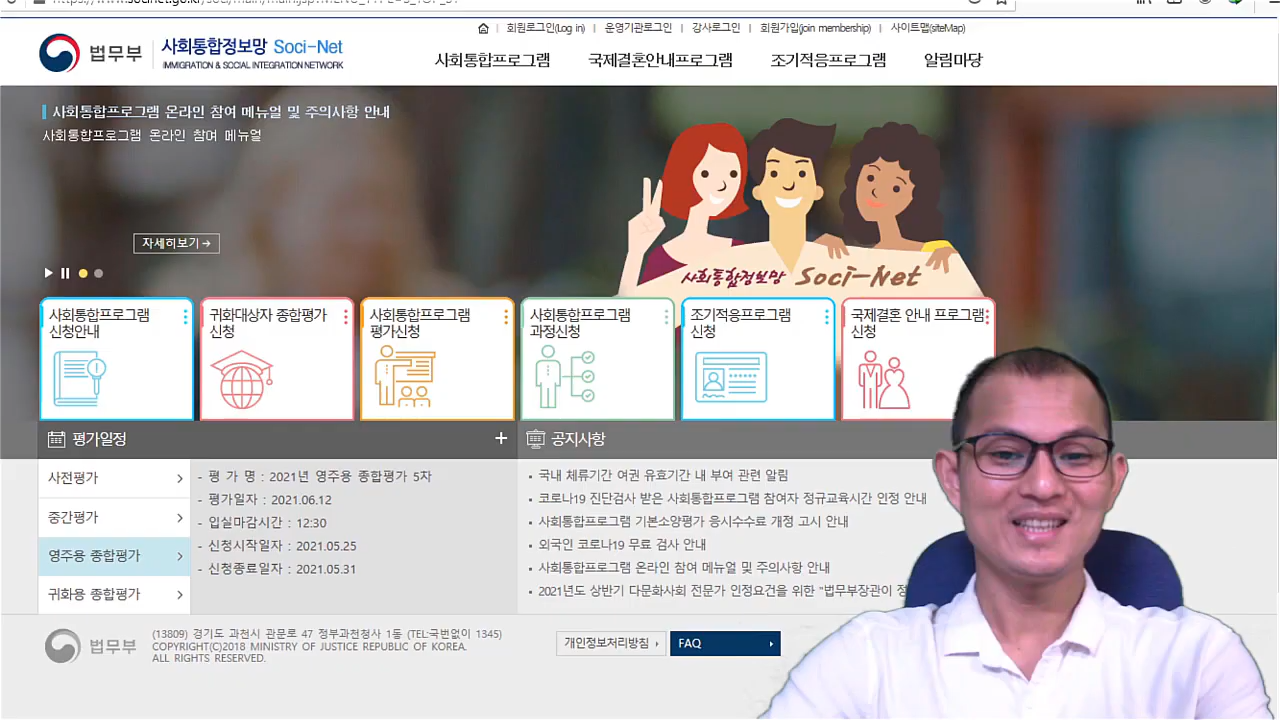 회원로그인(Log in)
운영기관로그인
강사로그인
회원가입(join membership)
사이트맵(siteMap)
법무부
사회통합정보망 Soci-Net
IMMIGRATION & SOCIAL INTEGRATION NETWORK
사회통합프로그램
국제결혼안내프로그램
조기적응프로그램
알림마당
사회통합프로그램 온라인 참여 메뉴얼 및 주의사항 안내
사회통합프로그램 온라인 참여 메뉴얼
자세히보기→
사회통합정보망 Soci-Net
사회통합프로그램
신청안내
귀화대상자 종합평가
신청
사회통합프로그램
평가신청
사회통합프로그램
과정신청
조기적응프로그램
신청
국제결혼 안내 프로그램
신청
평가일정
사전평가
중간평가
영주용 종합평가
귀화용 종합평가
- 평 가 명 : 2021년 영주용 종합평가 5차
- 평가일자 : 2021.06.12
- 입실마감시간 : 12:30
- 신청시작일자 : 2021.05.25
- 신청종료일자 : 2021.05.31
공지사항
국내 체류기간 여권 유효기간 내 부여 관련 알림
코로나19 진단검사 받은 사회통합프로그램 참여자 정규교육시간 인정 안내
사회통합프로그램 기본소양평가 응시수수료 개정 고시 안내
외국인 코로나19 무료 검사 안내
사회통합프로그램 온라인 참여 메뉴얼 및 주의사항 안내
2021년도 상반기 다문화사회 전문가 인정요건을 위한 "법무부장관이 정
법무부
(13809) 경기도 과천시 관문로 47 정부과천청사 1동 (TEL:국번없이 1345)
COPYRIGHT(C)2018 MINISTRY OF JUSTICE REPUBLIC OF KOREA.
ALL RIGHTS RESERVED.
개인정보처리방침
FAQ